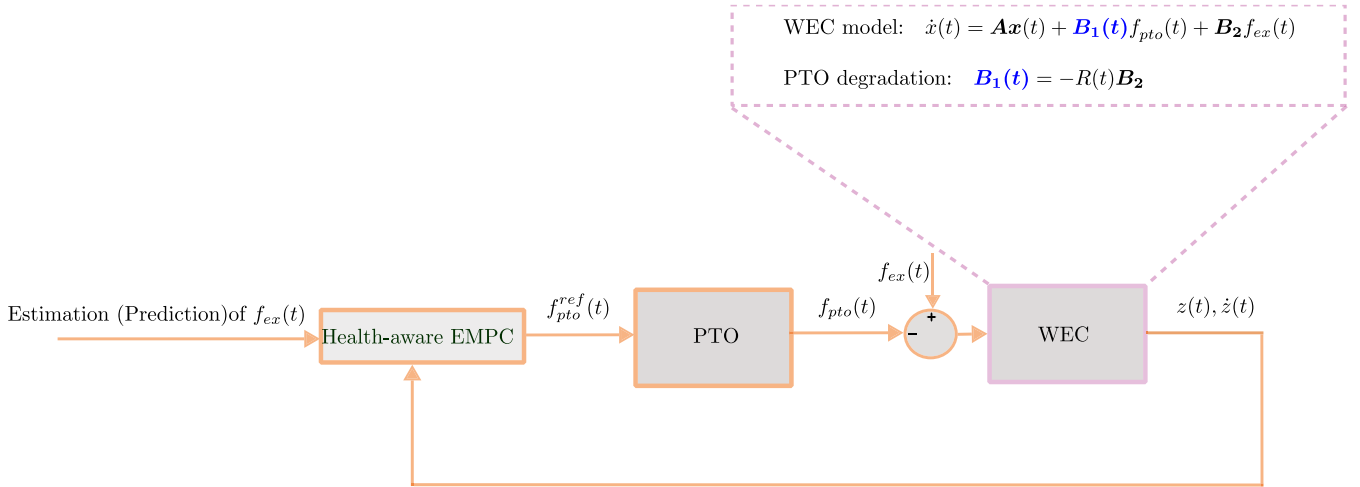 WEC model: ẋ(t) = Ax(t) + B₁(t)f_pto(t) + B₂f_ex(t)
PTO degradation: B₁(t) = −R(t)B₂
f_ex(t)
Estimation (Prediction)of f_ex(t)
Health-aware EMPC
f_pto^ref(t)
PTO
f_pto(t)
+
−
WEC
z(t), ż(t)